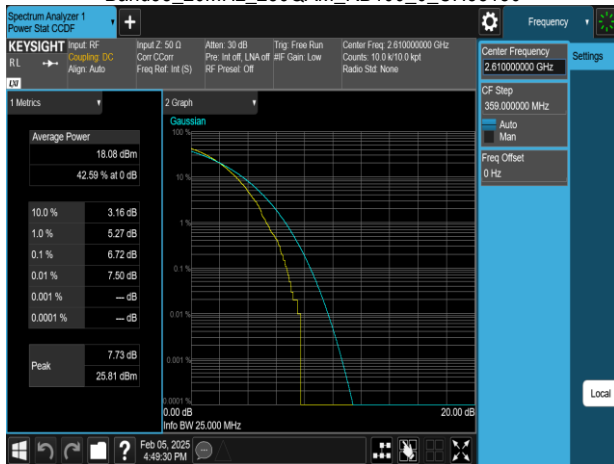 Spectrum Analyzer 1
Power Stat CCDF
Frequency
KEYSIGHT
RL
LXI
Input: RF
Coupling: DC
Align: Auto
Input Z: 50 Ω
Corr CCorr
Freq Ref: Int (S)
Atten: 30 dB
Pre: Int off, LNA off
RF Preset: Off
Trig: Free Run
#IF Gain: Low
Center Freq: 2.610000000 GHz
Counts: 10.0 k/10.0 kpt
Radio Std: None
Center Frequency
2.610000000 GHz
Settings
CF Step
359.000000 MHz
Auto
Man
Freq Offset
0 Hz
1 Metrics
Average Power
18.08 dBm
42.59 % at 0 dB
10.0 % 3.16 dB
1.0 % 5.27 dB
0.1 % 6.72 dB
0.01 % 7.50 dB
0.001 % --- dB
0.0001 % --- dB
Peak
7.73 dB
25.81 dBm
2 Graph
Gaussian
100 %
10 %
1 %
0.1 %
0.01 %
0.001 %
0.0001 %
0.00 dB 20.00 dB
Info BW 25.000 MHz
Local
?
Feb 05, 2025
4:49:30 PM